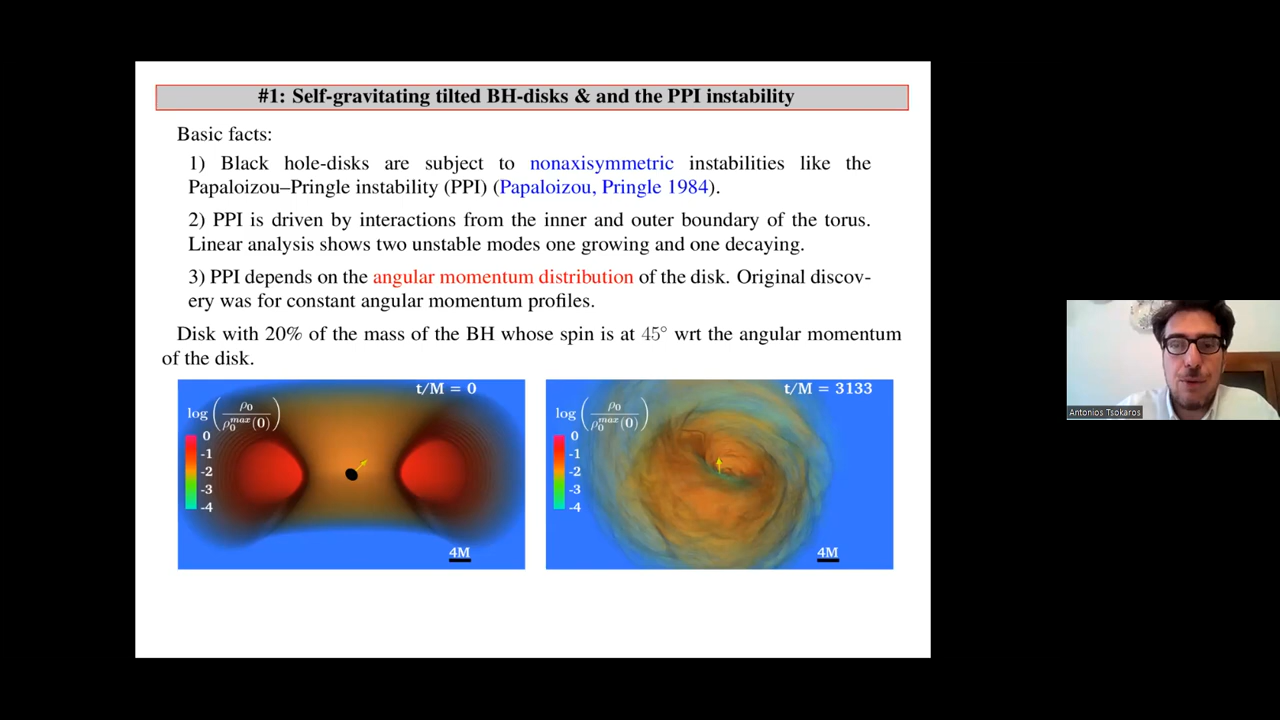 #1: Self-gravitating tilted BH-disks & and the PPI instability
Basic facts:
1) Black hole-disks are subject to nonaxisymmetric instabilities like the
Papaloizou–Pringle instability (PPI) (Papaloizou, Pringle 1984).
2) PPI is driven by interactions from the inner and outer boundary of the torus.
Linear analysis shows two unstable modes one growing and one decaying.
3) PPI depends on the angular momentum distribution of the disk. Original discov-
ery was for constant angular momentum profiles.
Disk with 20% of the mass of the BH whose spin is at 45° wrt the angular momentum
of the disk.
t/M = 0
log (ρ₀ / ρ₀^max(0))
0
-1
-2
-3
-4
4M
t/M = 3133
log (ρ₀ / ρ₀^max(0))
0
-1
-2
-3
-4
4M
Antonios Tsokaros